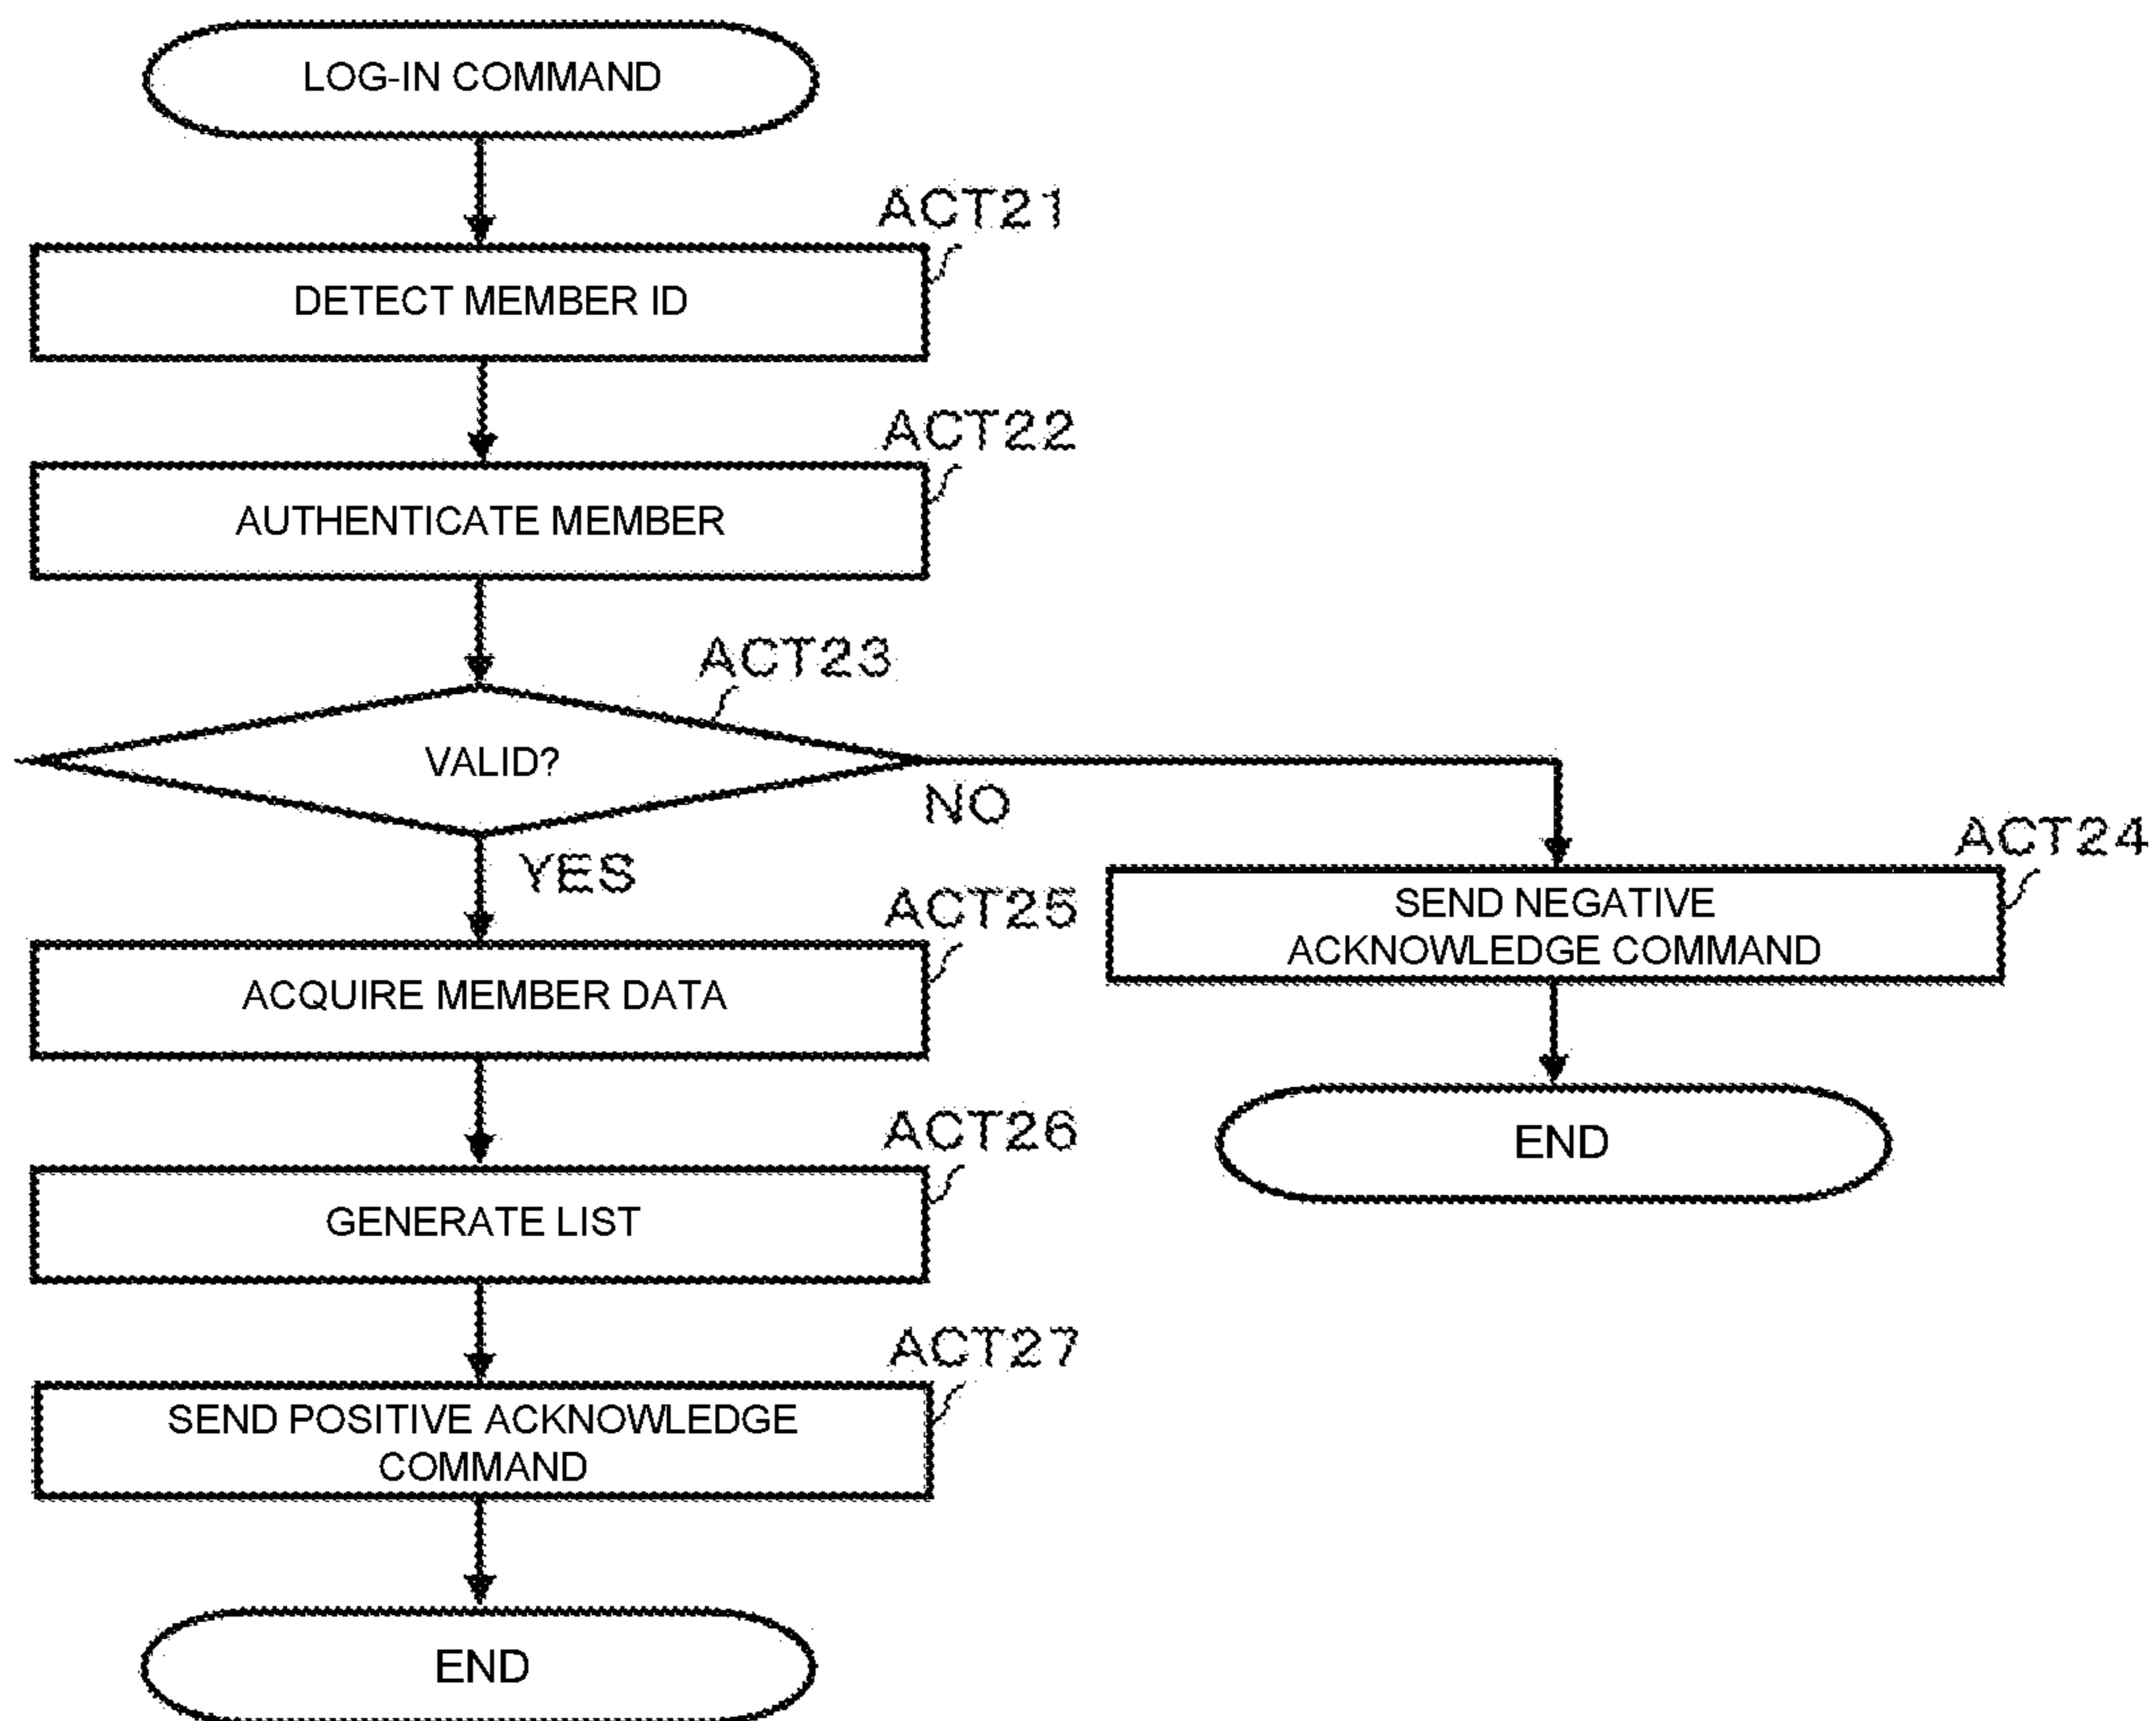 LOG-IN COMMAND
ACT21
DETECT MEMBER ID
ACT22
AUTHENTICATE MEMBER
ACT23
VALID?
NO
YES
ACT24
SEND NEGATIVE
ACKNOWLEDGE COMMAND
END
ACT25
ACQUIRE MEMBER DATA
ACT26
GENERATE LIST
ACT27
SEND POSITIVE ACKNOWLEDGE
COMMAND
END